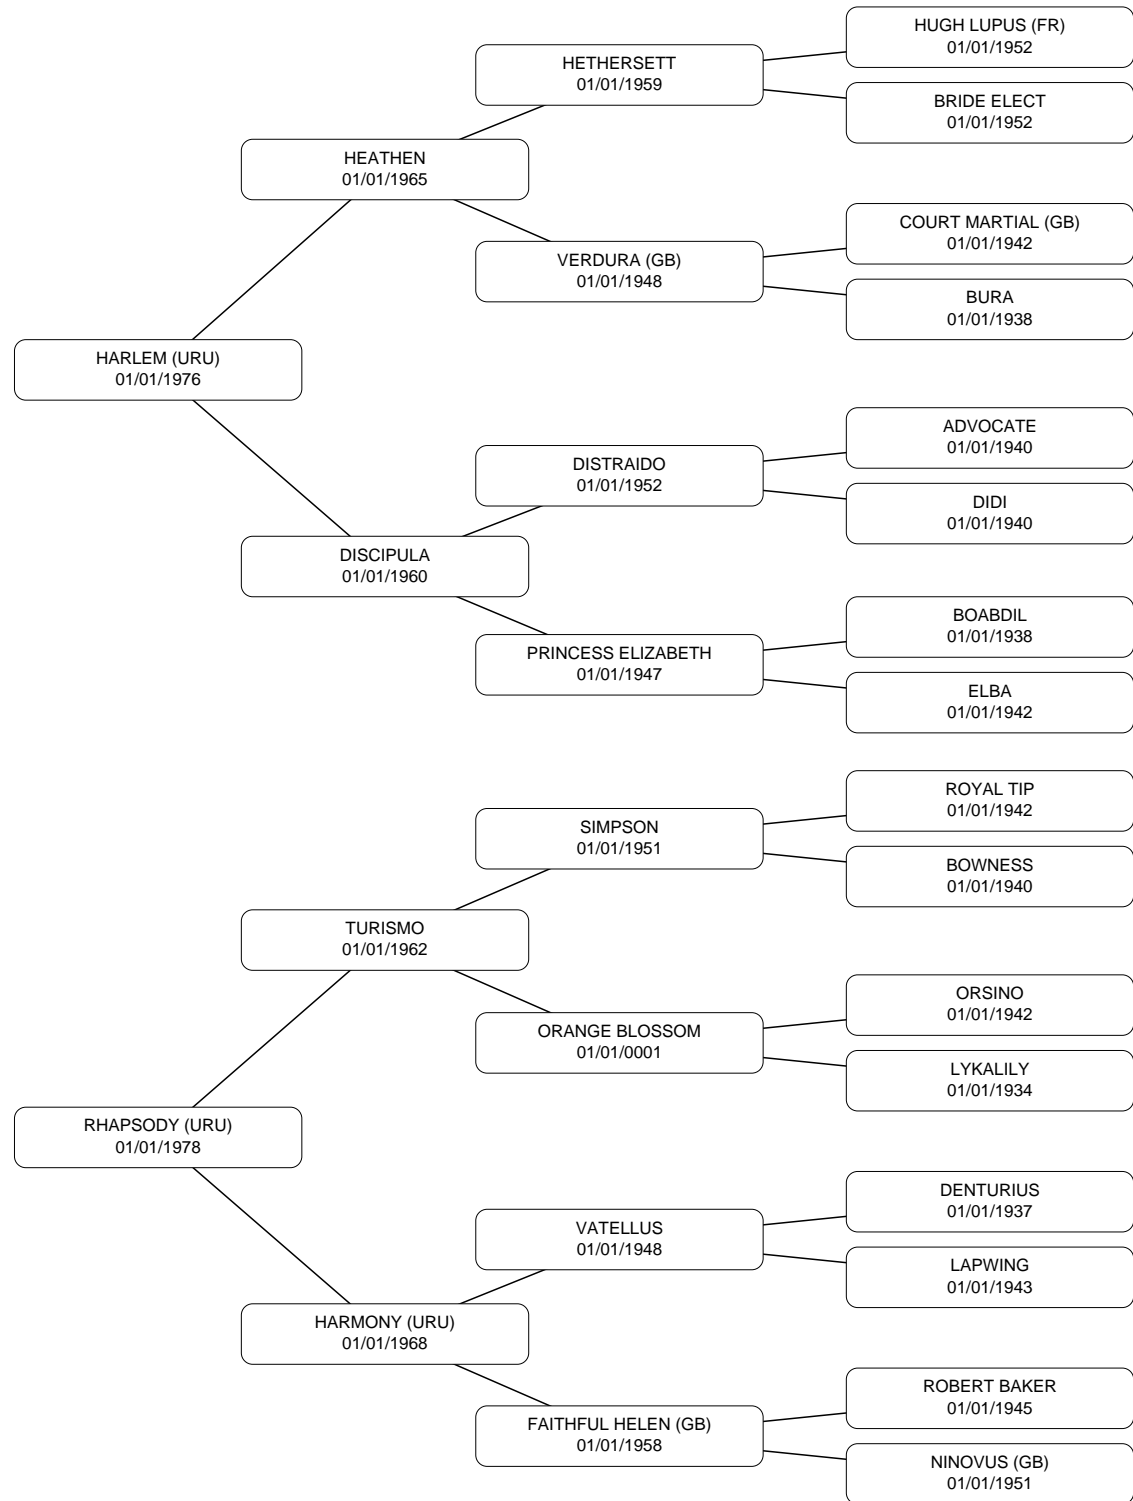 HUGH LUPUS (FR)
01/01/1952
HETHERSETT
01/01/1959
BRIDE ELECT
01/01/1952
HEATHEN
01/01/1965
COURT MARTIAL (GB)
01/01/1942
VERDURA (GB)
01/01/1948
BURA
01/01/1938
HARLEM (URU)
01/01/1976
ADVOCATE
01/01/1940
DISTRAIDO
01/01/1952
DIDI
01/01/1940
DISCIPULA
01/01/1960
BOABDIL
01/01/1938
PRINCESS ELIZABETH
01/01/1947
ELBA
01/01/1942
ROYAL TIP
01/01/1942
SIMPSON
01/01/1951
BOWNESS
01/01/1940
TURISMO
01/01/1962
ORSINO
01/01/1942
ORANGE BLOSSOM
01/01/0001
LYKALILY
01/01/1934
RHAPSODY (URU)
01/01/1978
DENTURIUS
01/01/1937
VATELLUS
01/01/1948
LAPWING
01/01/1943
HARMONY (URU)
01/01/1968
ROBERT BAKER
01/01/1945
FAITHFUL HELEN (GB)
01/01/1958
NINOVUS (GB)
01/01/1951